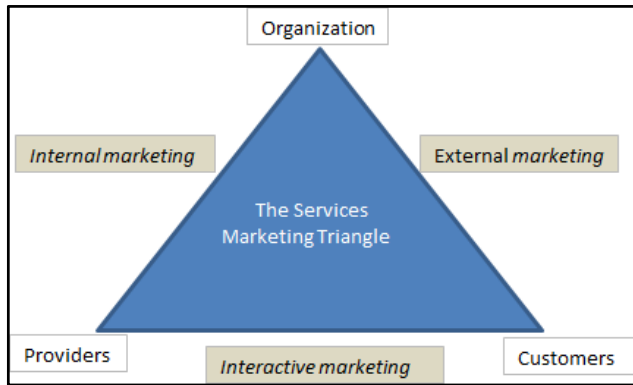 Organization
Internal marketing
External marketing
The Services
Marketing Triangle
Providers
Interactive marketing
Customers